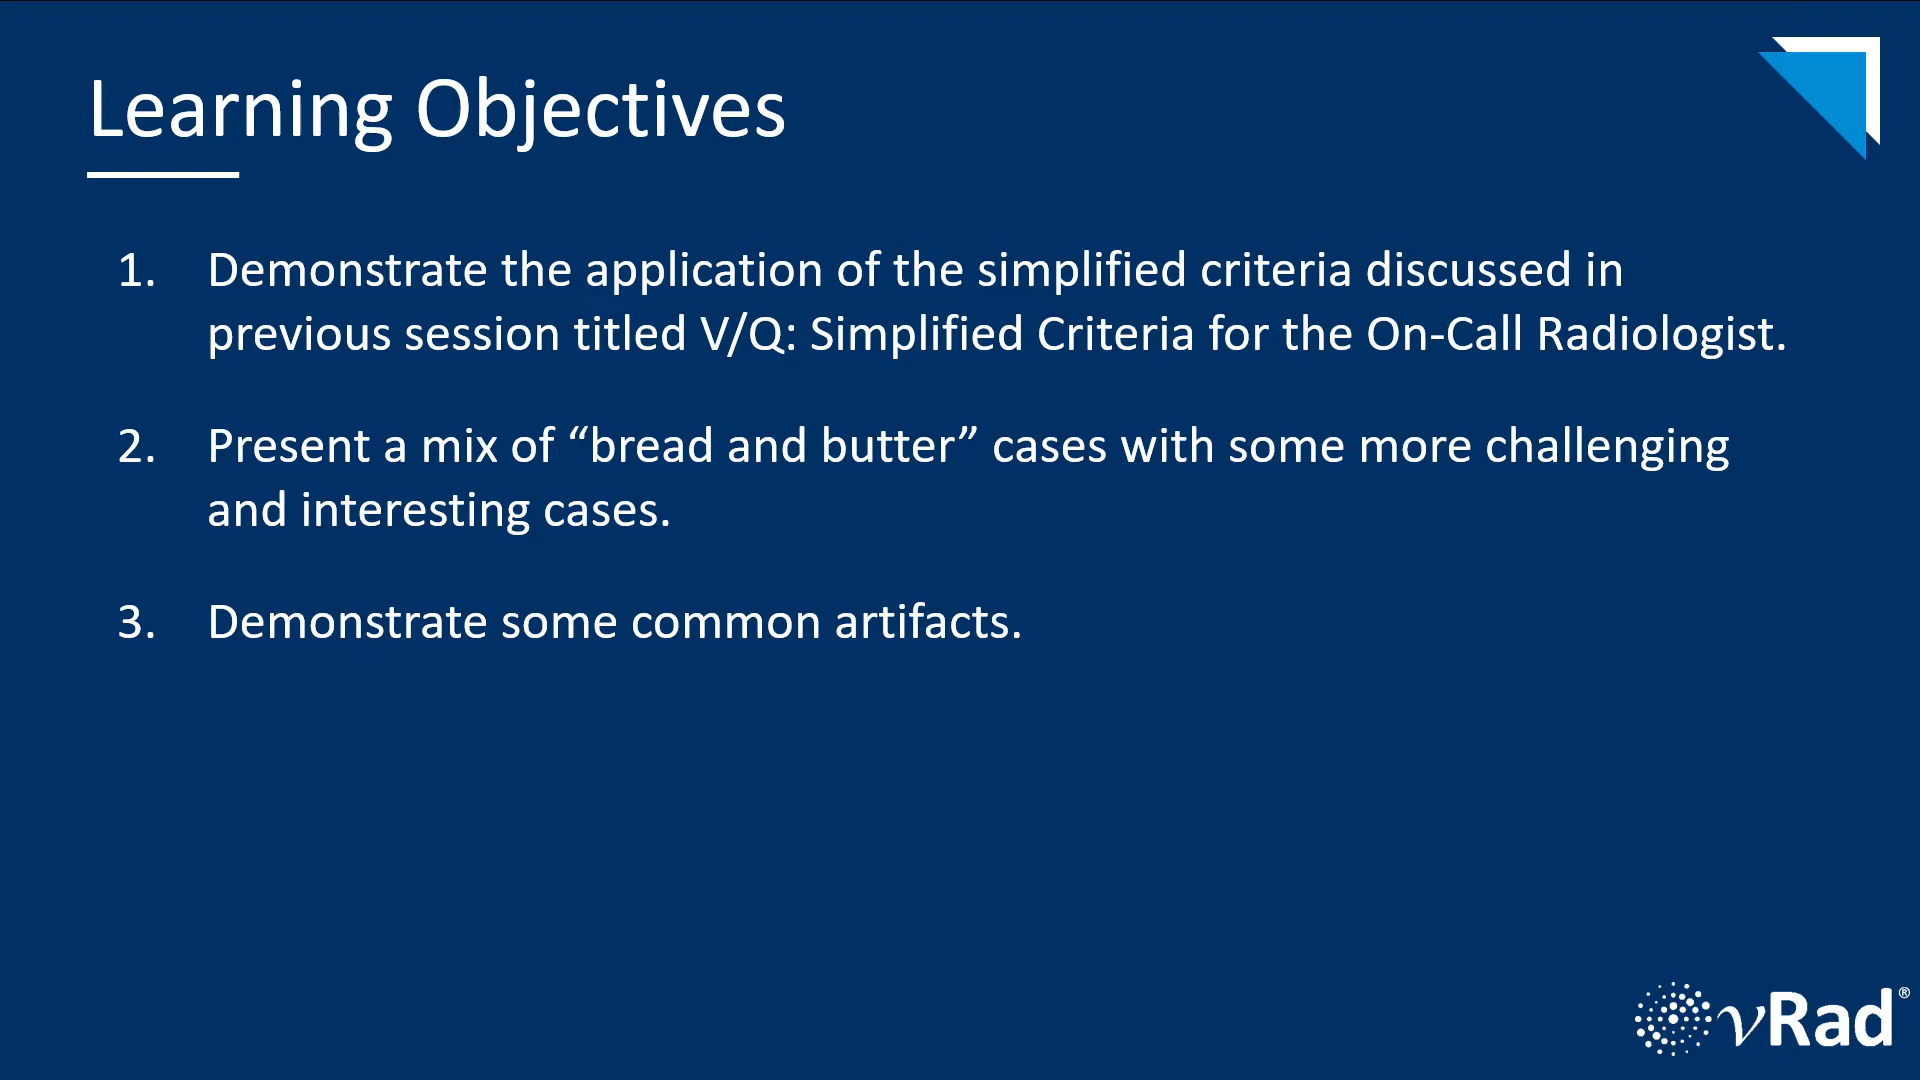 Learning Objectives
1. Demonstrate the application of the simplified criteria discussed in
previous session titled V/Q: Simplified Criteria for the On-Call Radiologist.
2. Present a mix of “bread and butter” cases with some more challenging
and interesting cases.
3. Demonstrate some common artifacts.
vRad®